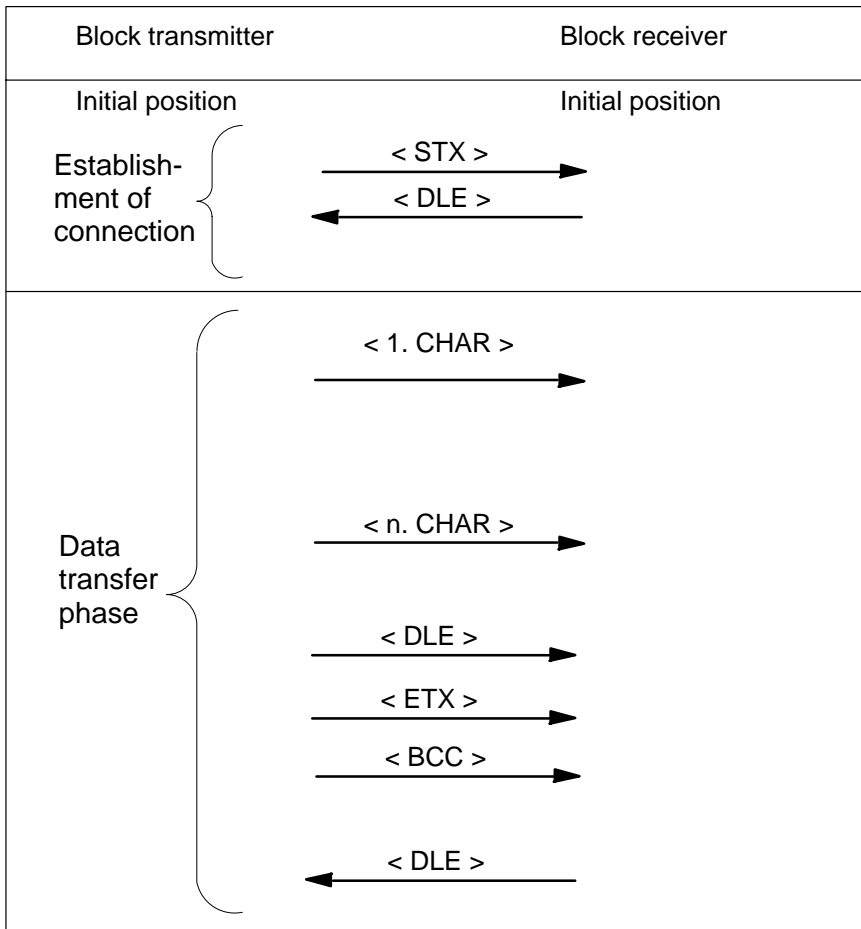 Block transmitter
Block receiver
Initial position
Initial position
Establish-
ment of
connection
< STX >
< DLE >
Data
transfer
phase
< 1. CHAR >
< n. CHAR >
< DLE >
< ETX >
< BCC >
< DLE >